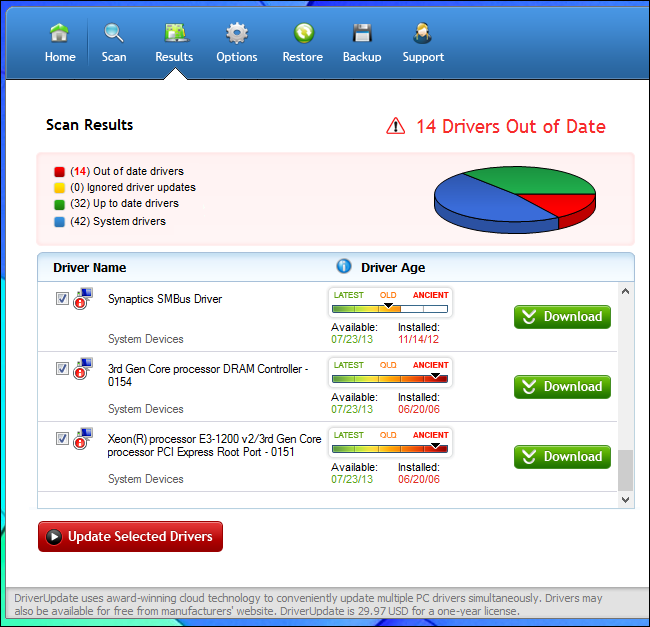 Home Scan Results Options Restore Backup Support
Scan Results
14 Drivers Out of Date
(14) Out of date drivers
(0) Ignored driver updates
(32) Up to date drivers
(42) System drivers
Driver Name Driver Age
Synaptics SMBus Driver
LATEST OLD ANCIENT
Download
Available: Installed:
System Devices
07/23/13 11/14/12
3rd Gen Core processor DRAM Controller -
0154
LATEST OLD ANCIENT
Download
Available: Installed:
System Devices
07/23/13 06/20/06
Xeon(R) processor E3-1200 v2/3rd Gen Core
processor PCI Express Root Port - 0151
LATEST OLD ANCIENT
Download
Available: Installed:
System Devices
07/23/13 06/20/06
Update Selected Drivers
DriverUpdate uses award-winning cloud technology to conveniently update multiple PC drivers simultaneously. Drivers may
also be available for free from manufacturers' website. DriverUpdate is 29.97 USD for a one-year license.